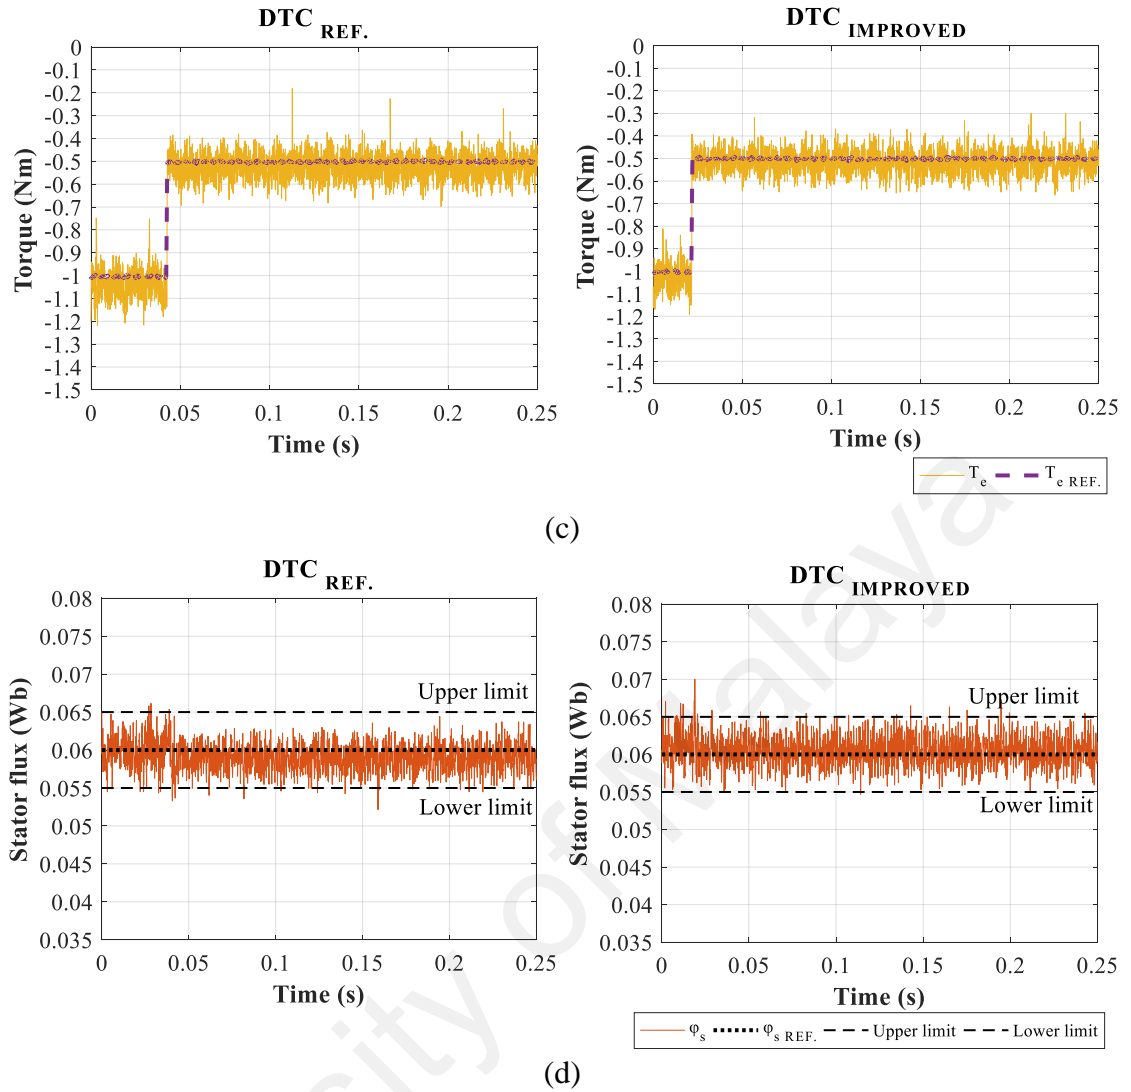 DTC REF.
DTC IMPROVED
Torque (Nm)
0
-0.1
-0.2
-0.3
-0.4
-0.5
-0.6
-0.7
-0.8
-0.9
-1
-1.1
-1.2
-1.3
-1.4
-1.5
0 0.05 0.1 0.15 0.2 0.25
Time (s)
Torque (Nm)
0
-0.1
-0.2
-0.3
-0.4
-0.5
-0.6
-0.7
-0.8
-0.9
-1
-1.1
-1.2
-1.3
-1.4
-1.5
0 0.05 0.1 0.15 0.2 0.25
Time (s)
T e T e REF.
(c)
DTC REF.
DTC IMPROVED
Stator flux (Wb)
0.08
0.075
0.07
0.065
0.06
0.055
0.05
0.045
0.04
0.035
Upper limit
Lower limit
0 0.05 0.1 0.15 0.2 0.25
Time (s)
Stator flux (Wb)
0.08
0.075
0.07
0.065
0.06
0.055
0.05
0.045
0.04
0.035
Upper limit
Lower limit
0 0.05 0.1 0.15 0.2 0.25
Time (s)
φ s φ s REF. Upper limit Lower limit
(d)
sity of Malaya